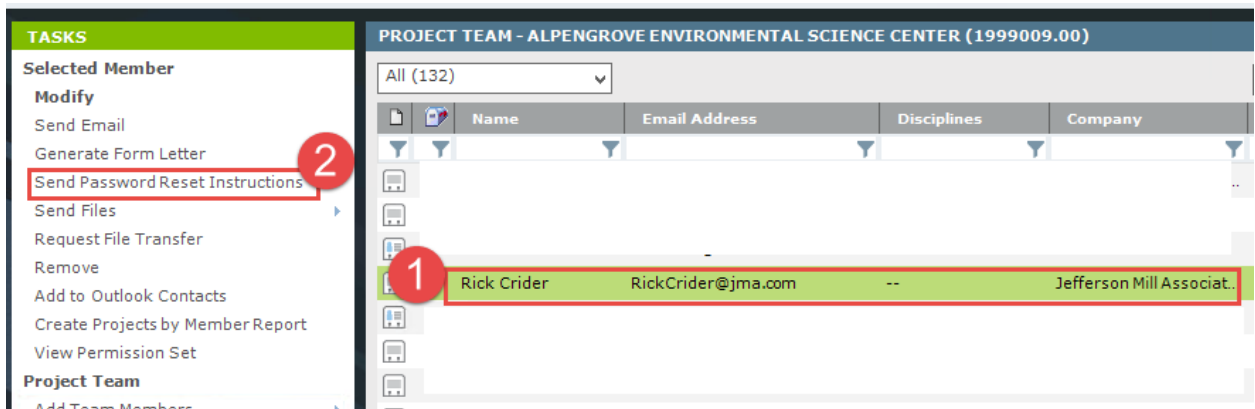 TASKS
Selected Member
Modify
Send Email
Generate Form Letter
Send Password Reset Instructions
2
Send Files
Request File Transfer
Remove
Add to Outlook Contacts
Create Projects by Member Report
View Permission Set
Project Team
Add Team Members
PROJECT TEAM - ALPENGROVE ENVIRONMENTAL SCIENCE CENTER (1999009.00)
All (132)
Name Email Address Disciplines Company
..
1
Rick Crider RickCrider@jma.com -- Jefferson Mill Associat...